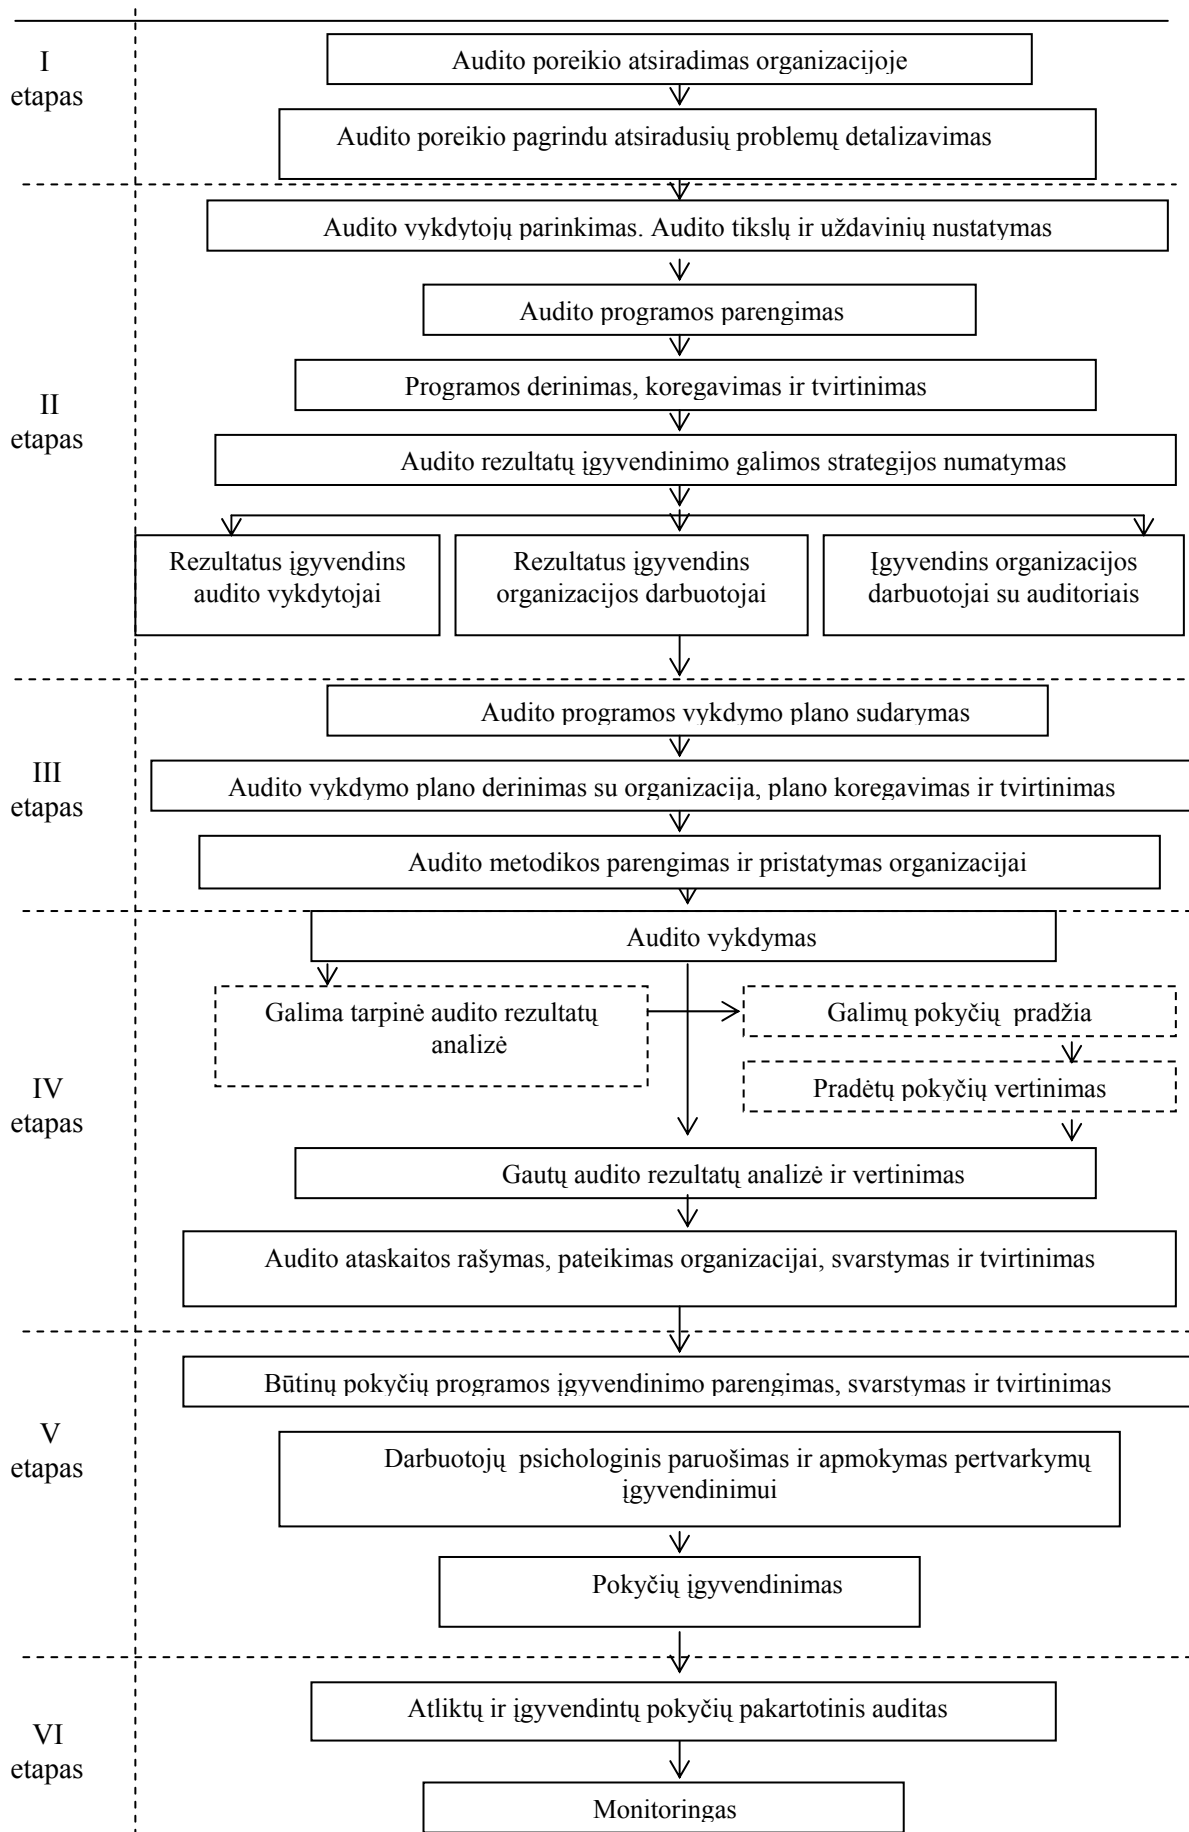 I
etapas
Audito poreikio atsiradimas organizacijoje
Audito poreikio pagrindu atsiradusių problemų detalizavimas
II
etapas
Audito vykdytojų parinkimas. Audito tikslų ir uždavinių nustatymas
Audito programos parengimas
Programos derinimas, koregavimas ir tvirtinimas
Audito rezultatų įgyvendinimo galimos strategijos numatymas
Rezultatus įgyvendins
audito vykdytojai
Rezultatus įgyvendins
organizacijos darbuotojai
Įgyvendins organizacijos
darbuotojai su auditoriais
III
etapas
Audito programos vykdymo plano sudarymas
Audito vykdymo plano derinimas su organizacija, plano koregavimas ir tvirtinimas
Audito metodikos parengimas ir pristatymas organizacijai
IV
etapas
Audito vykdymas
Galima tarpinė audito rezultatų
analizė
Galimų pokyčių pradžia
Pradėtų pokyčių vertinimas
Gautų audito rezultatų analizė ir vertinimas
Audito ataskaitos rašymas, pateikimas organizacijai, svarstymas ir tvirtinimas
V
etapas
Būtinų pokyčių programos įgyvendinimo parengimas, svarstymas ir tvirtinimas
Darbuotojų psichologinis paruošimas ir apmokymas pertvarkymų
įgyvendinimui
Pokyčių įgyvendinimas
VI
etapas
Atliktų ir įgyvendintų pokyčių pakartotinis auditas
Monitoringas